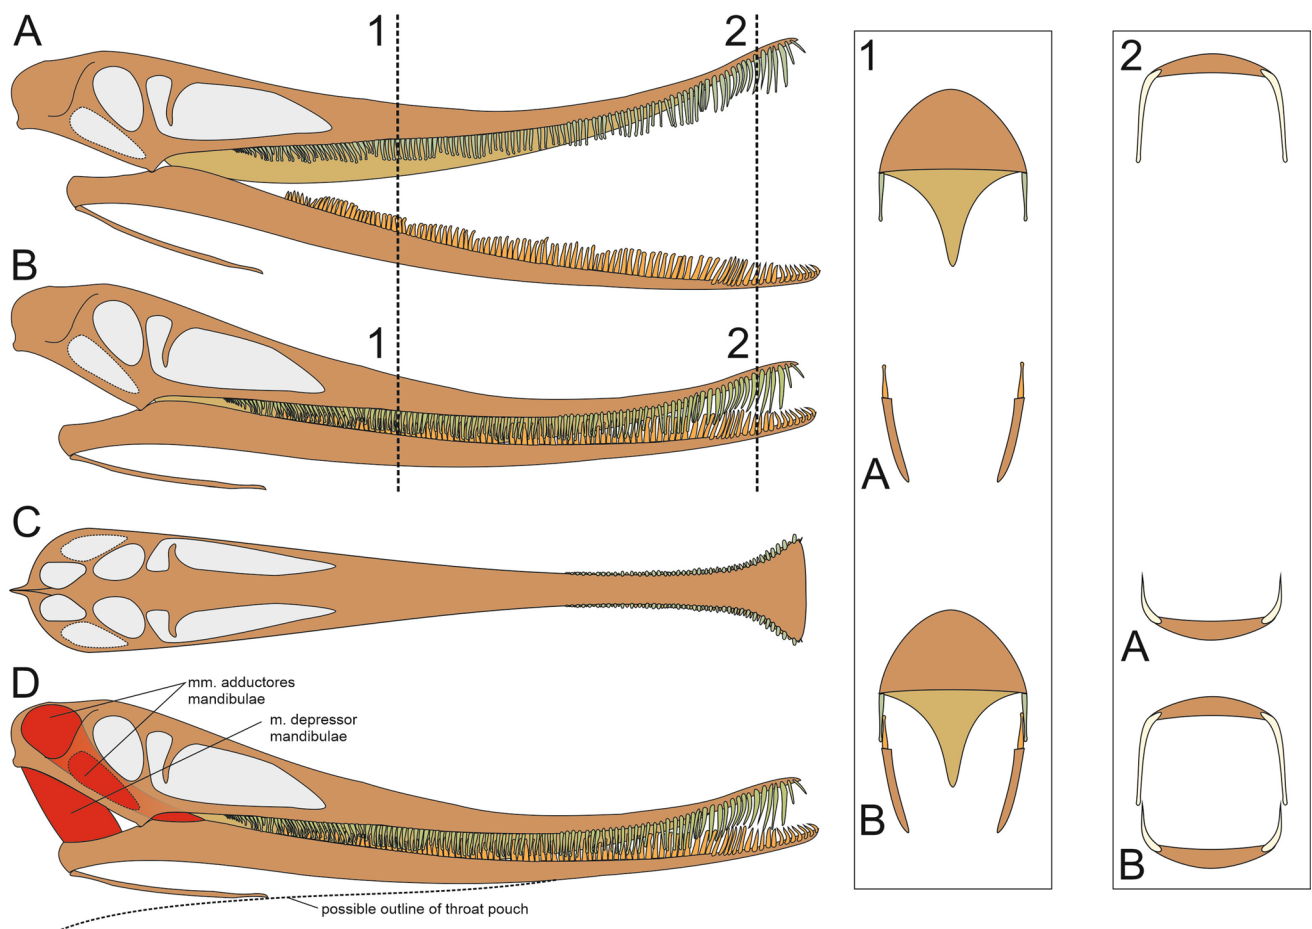 A
1
2
B
1
2
C
D
mm. adductores
mandibulae
m. depressor
mandibulae
possible outline of throat pouch
1
A
B
2
A
B